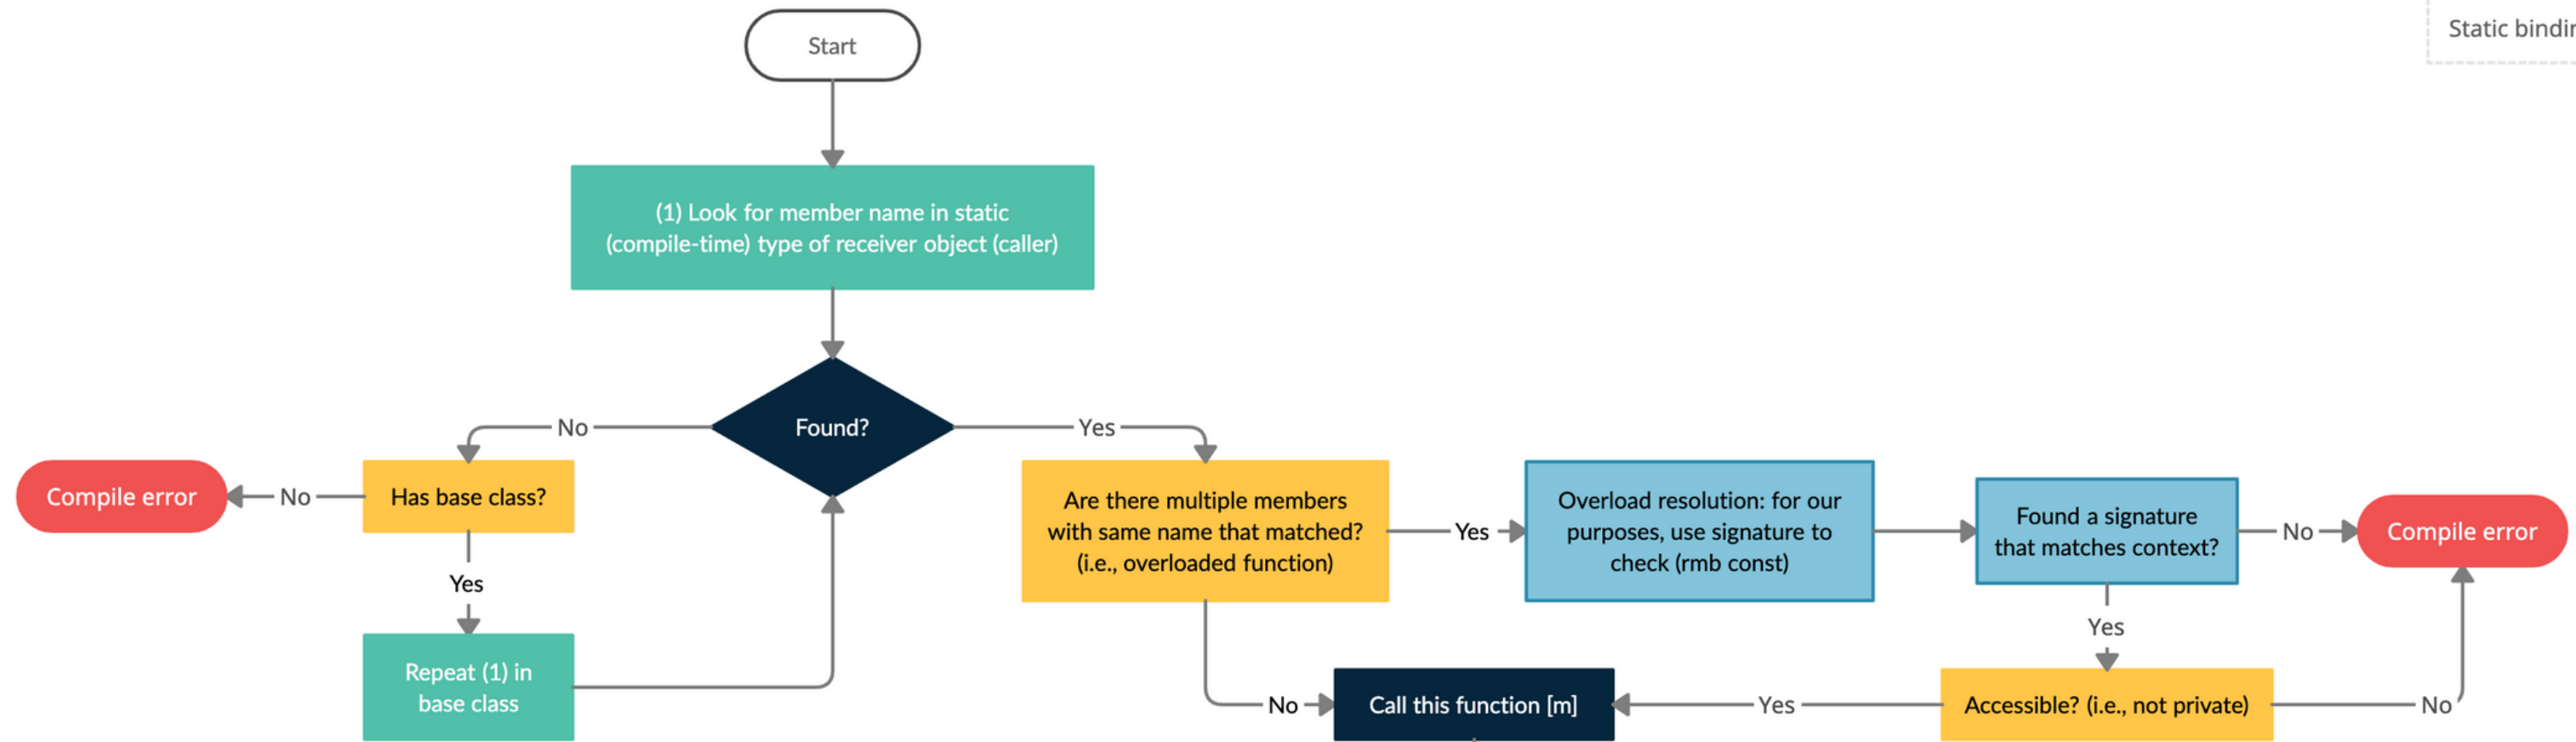 Start
Static
(1) Look for member name in static
(compile-time) type of receiver object (caller)
Found?
No
Yes
Compile error
No
Has base class?
Yes
Repeat (1) in
base class
Are there multiple members
with same name that matched?
(i.e., overloaded function)
Yes
Overload resolution: for our
purposes, use signature to
check (rmb const)
Found a signature
that matches context?
No
Compile error
Yes
No
Call this function [m]
Yes
Accessible? (i.e., not private)
No